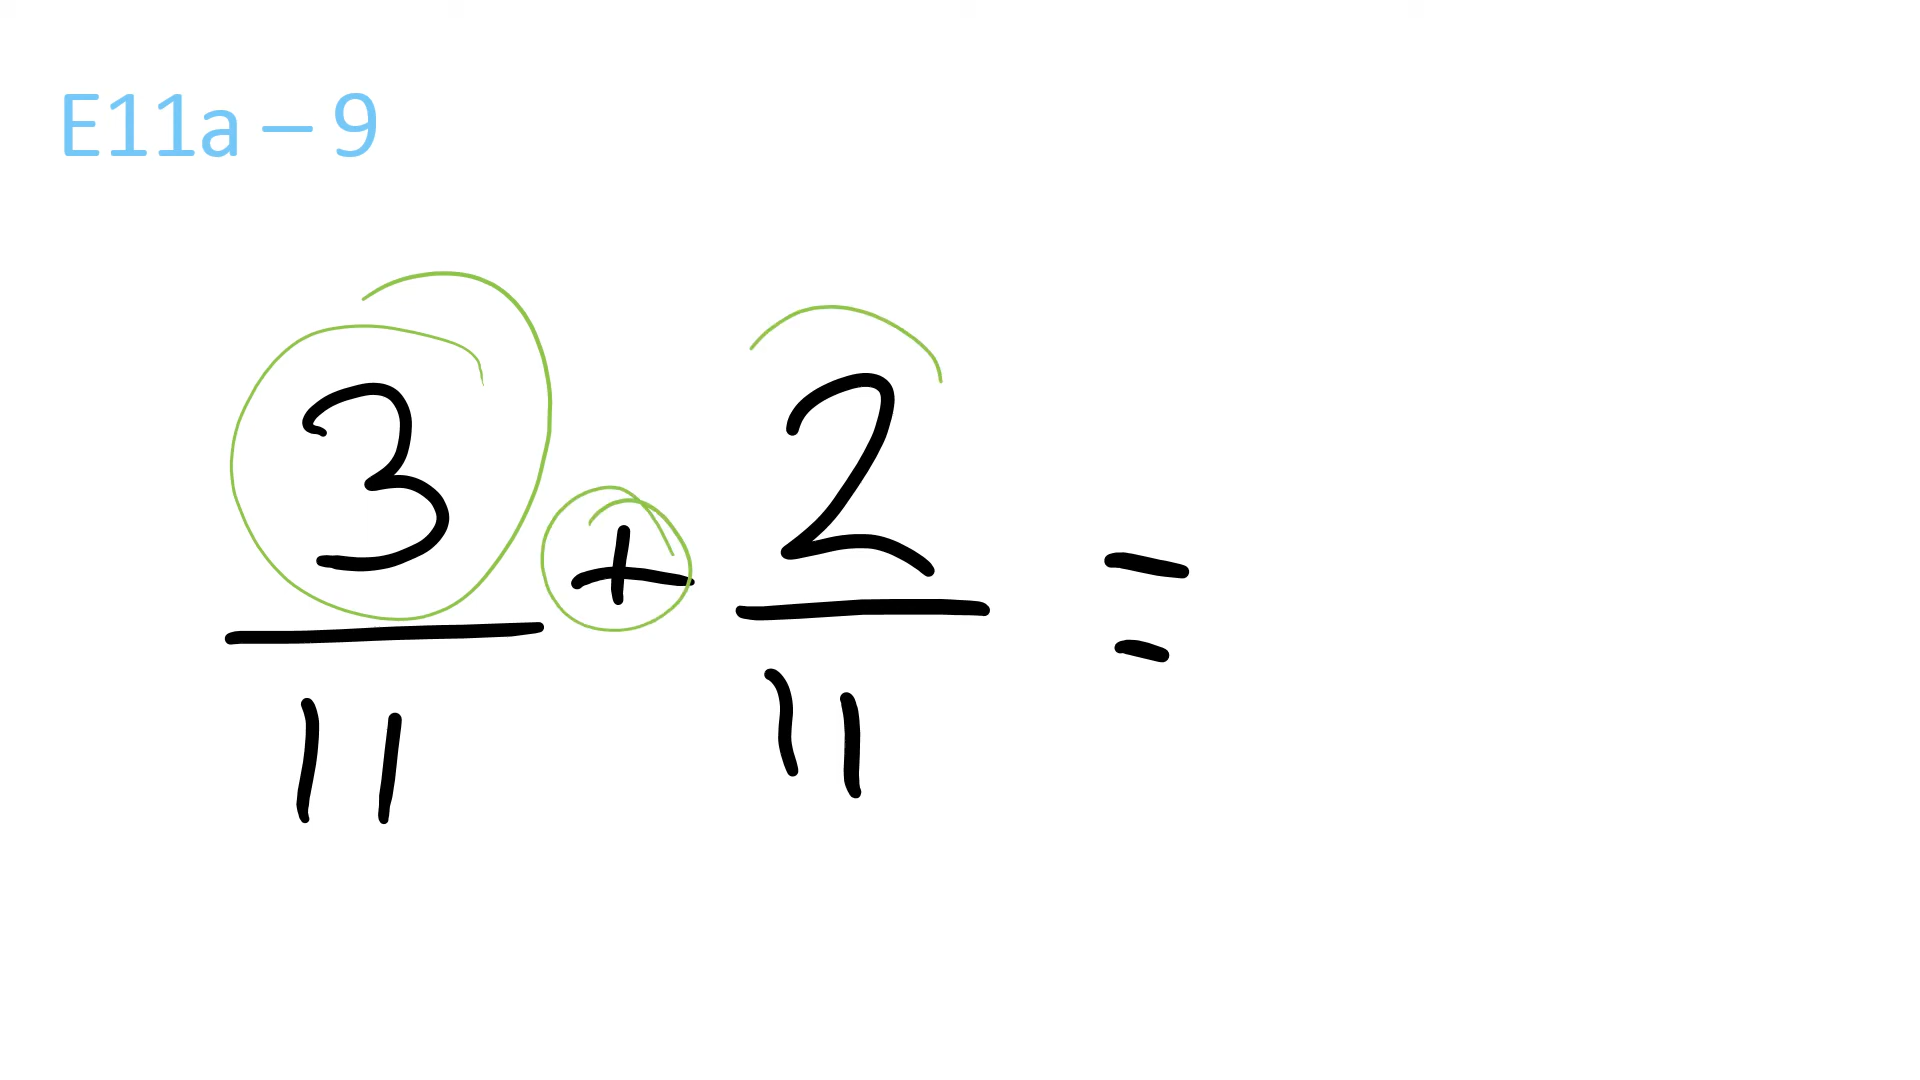 E11a – 9
3/11 + 2/11 =